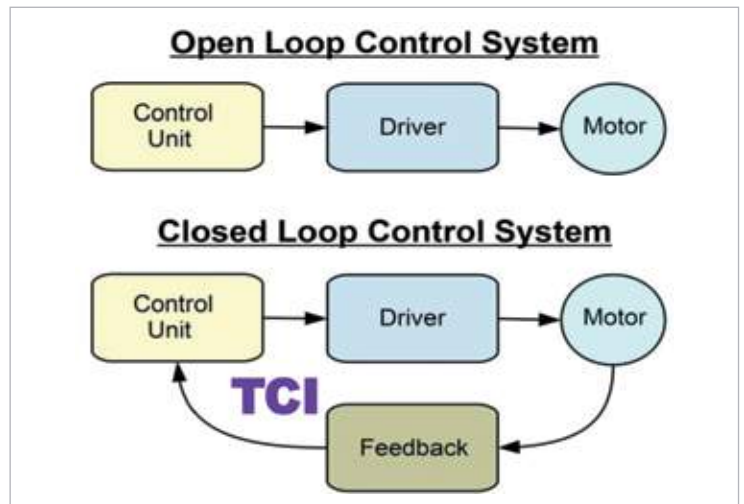 Open Loop Control System
Control
Unit
Driver
Motor
Closed Loop Control System
Control
Unit
Driver
Motor
TCI
Feedback